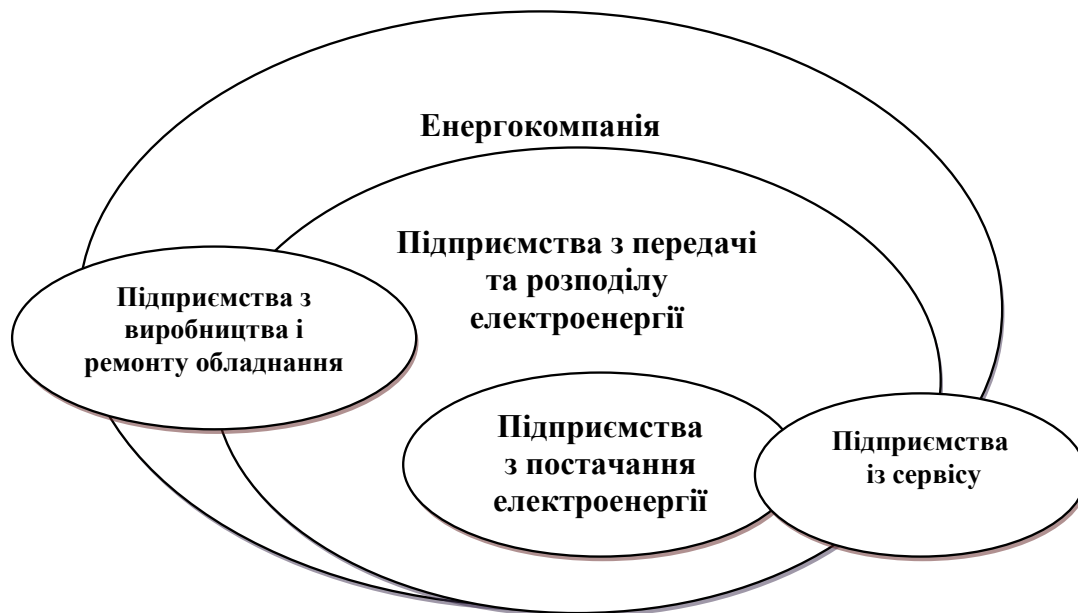 Енергокомпанія
Підприємства з передачі
та розподілу
електроенергії
Підприємства з
виробництва і
ремонту обладнання
Підприємства
з постачання
електроенергії
Підприємства
із сервісу